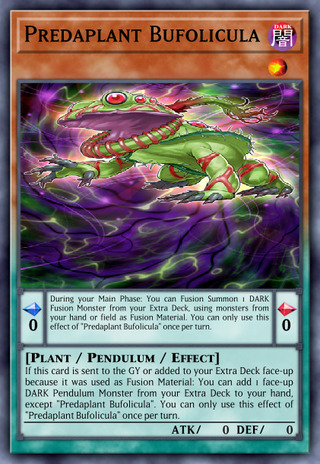 Predaplant Bufolicula
DARK
闇
During your Main Phase: You can Fusion Summon 1 DARK
Fusion Monster from your Extra Deck, using monsters from
your hand or field as Fusion Material. You can only use this
effect of "Predaplant Bufolicula" once per turn.
0
0
[Plant / Pendulum / Effect]
If this card is sent to the GY or added to your Extra Deck face-up
because it was used as Fusion Material: You can add 1 face-up
DARK Pendulum Monster from your Extra Deck to your hand,
except "Predaplant Bufolicula". You can only use this effect of
"Predaplant Bufolicula" once per turn.
ATK/ 0 DEF/ 0